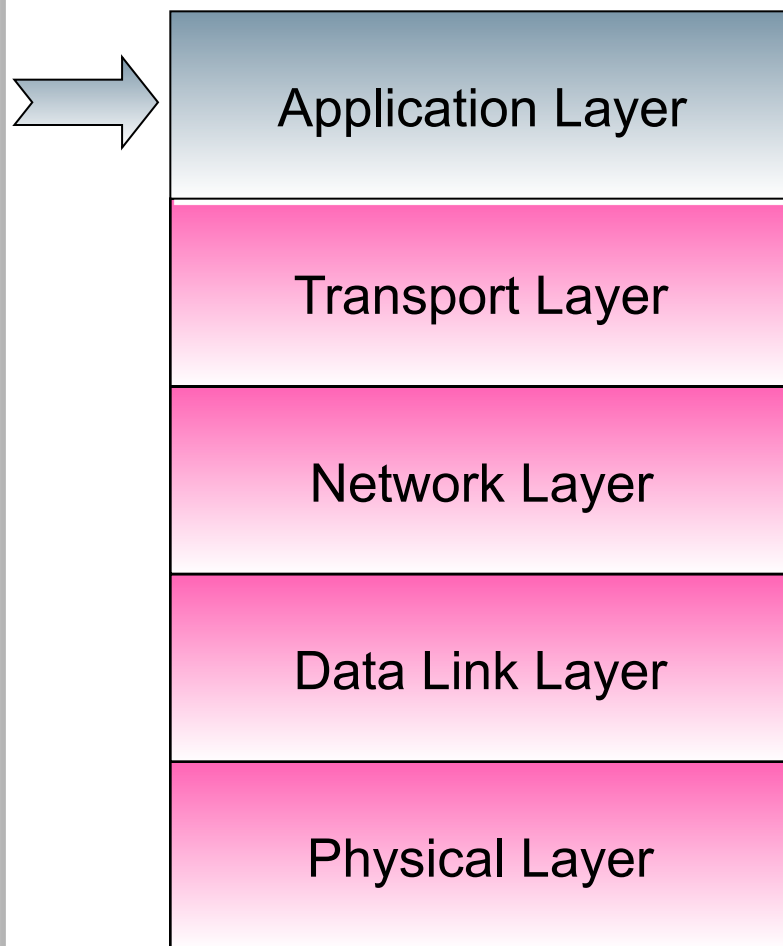 Application Layer
Transport Layer
Network Layer
Data Link Layer
Physical Layer